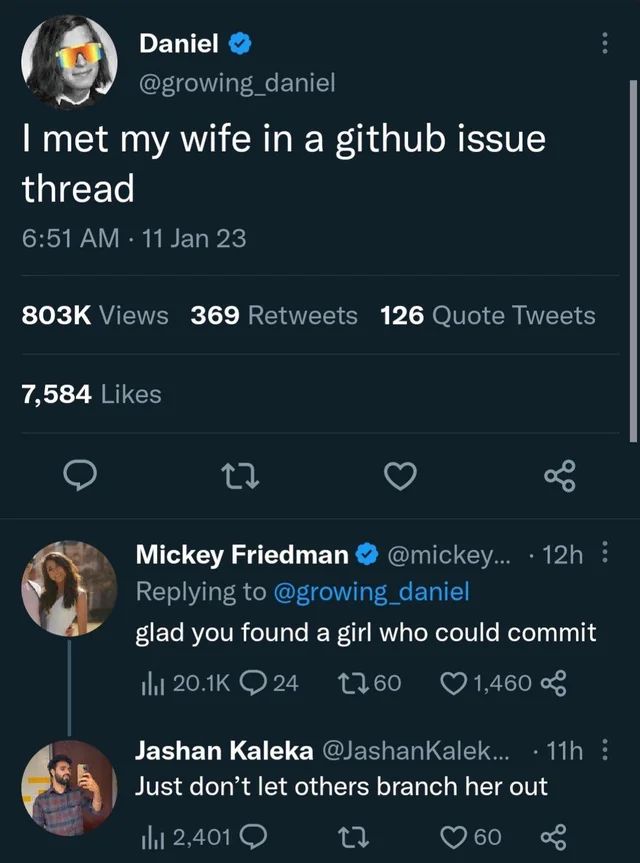 Daniel
@growing_daniel
I met my wife in a github issue
thread
6:51 AM · 11 Jan 23
803K Views 369 Retweets 126 Quote Tweets
7,584 Likes
Mickey Friedman @mickey... · 12h
Replying to @growing_daniel
glad you found a girl who could commit
20.1K 24 60 1,460
Jashan Kaleka @JashanKalek... · 11h
Just don’t let others branch her out
2,401 60